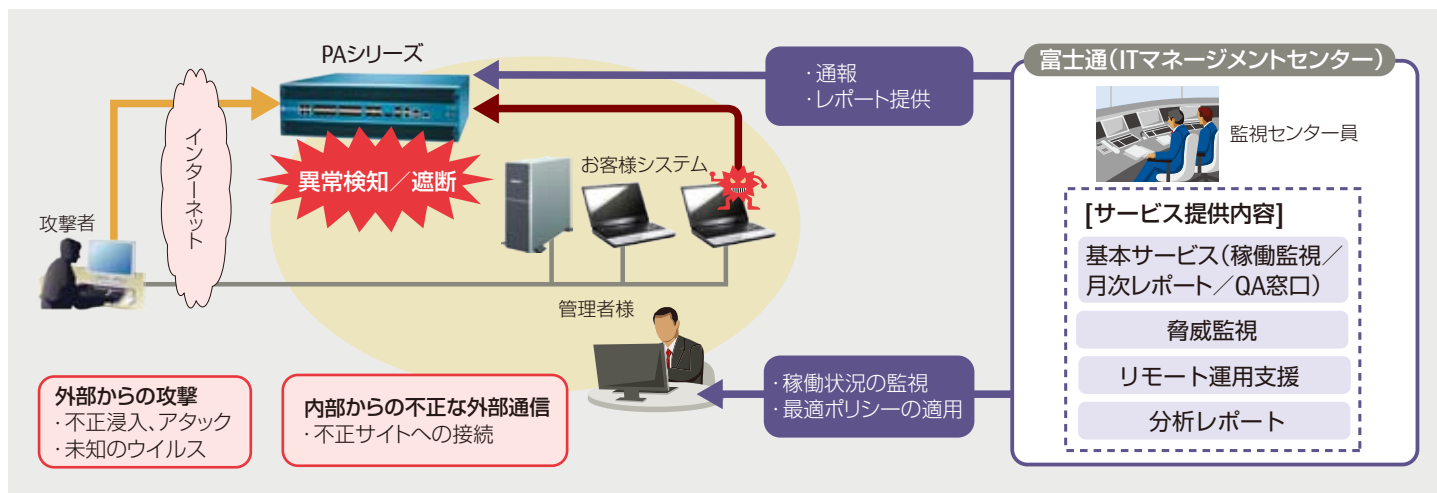 PAシリーズ
インターネット
異常検知／遮断
お客様システム
攻撃者
管理者様
外部からの攻撃
・不正浸入、アタック
・未知のウイルス
内部からの不正な外部通信
・不正サイトへの接続
・通報
・レポート提供
・稼働状況の監視
・最適ポリシーの適用
富士通（ITマネージメントセンター）
監視センター員
[サービス提供内容]
基本サービス（稼働監視／
月次レポート／QA窓口）
脅威監視
リモート運用支援
分析レポート